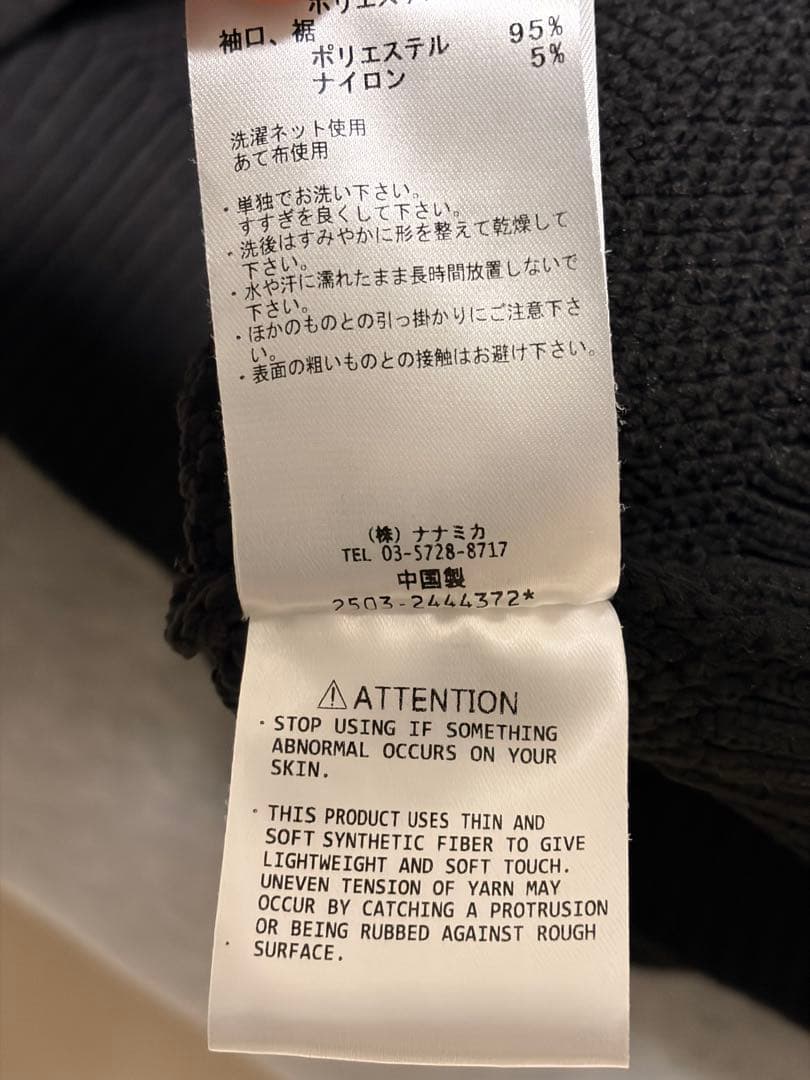 ポリエステル
袖口、裾
ポリエステル 95%
ナイロン 5%
洗濯ネット使用
あて布使用
・単独でお洗い下さい。
すすぎを良くして下さい。
・洗後はすみやかに形を整えて乾燥して
下さい。
・水や汗に濡れたまま長時間放置しないで
下さい。
・ほかのものとの引っ掛かりにご注意下さ
い。
・表面の粗いものとの接触はお避け下さい。
(株) ナナミカ
TEL 03-5728-8717
中国製
2503-2444372*
⚠ATTENTION
・STOP USING IF SOMETHING
ABNORMAL OCCURS ON YOUR
SKIN.
・THIS PRODUCT USES THIN AND
SOFT SYNTHETIC FIBER TO GIVE
LIGHTWEIGHT AND SOFT TOUCH.
UNEVEN TENSION OF YARN MAY
OCCUR BY CATCHING A PROTRUSION
OR BEING RUBBED AGAINST ROUGH
・SURFACE.